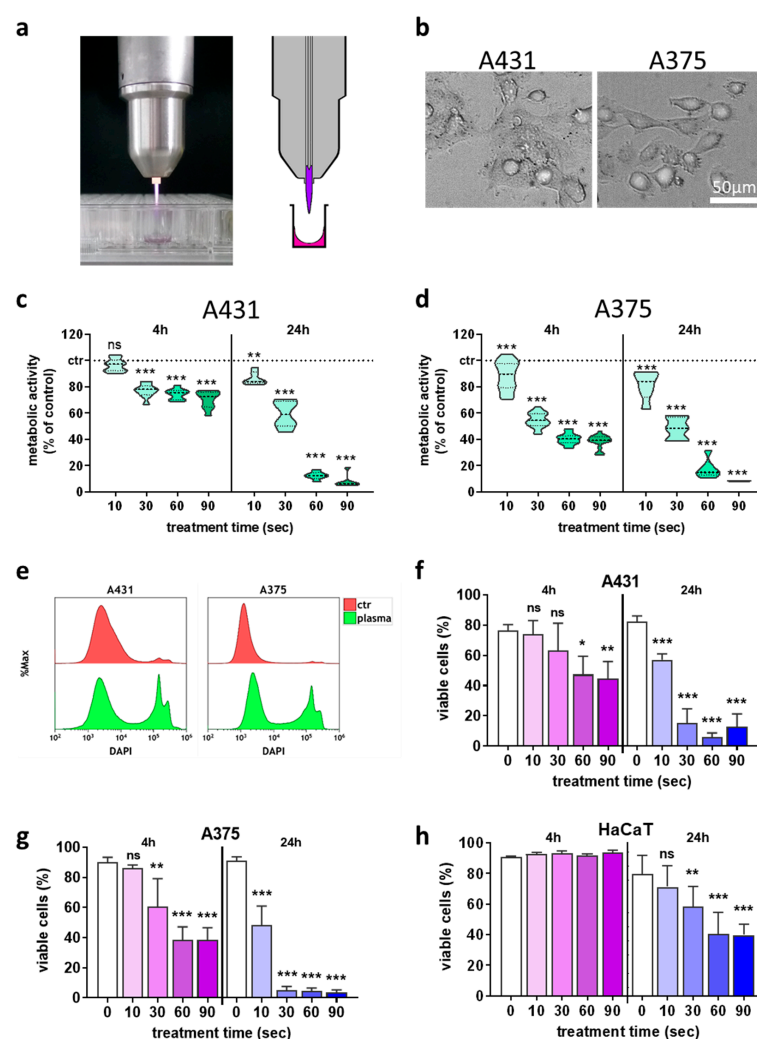 a
b
A431 A375
50μm
c
A431
4h 24h
metabolic activity
(% of control)
120
ctr
80
60
40
20
0
ns *** *** *** ** *** *** ***
10 30 60 90 10 30 60 90
treatment time (sec)
d
A375
4h 24h
metabolic activity
(% of control)
120
ctr
80
60
40
20
0
*** *** *** *** *** *** *** ***
10 30 60 90 10 30 60 90
treatment time (sec)
e
A431 A375
ctr
plasma
%Max
10² 10³ 10⁴ 10⁵ 10⁶ 10² 10³ 10⁴ 10⁵ 10⁶
DAPI DAPI
f
A431
4h 24h
viable cells (%)
100
80
60
40
20
0
ns ns * ** *** *** *** ***
0 10 30 60 90 0 10 30 60 90
treatment time (sec)
g
A375
4h 24h
viable cells (%)
100
80
60
40
20
0
ns ** *** *** *** *** *** ***
0 10 30 60 90 0 10 30 60 90
treatment time (sec)
h
HaCaT
4h 24h
viable cells (%)
100
80
60
40
20
0
ns ** *** ***
0 10 30 60 90 0 10 30 60 90
treatment time (sec)